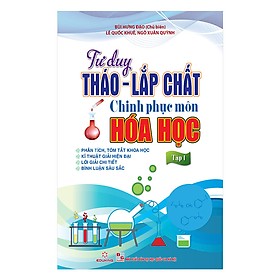 BÙI HƯNG ĐẠO (Chủ biên)
LÊ QUỐC KHUÊ, NGÔ XUÂN QUỲNH
Tư duy
THÁO - LẮP CHẤT
Chinh phục môn
HÓA HỌC
Tập 1
PHÂN TÍCH, TÓM TẮT KHOA HỌC
KĨ THUẬT GIẢI HIỆN ĐẠI
LỜI GIẢI CHI TIẾT
BÌNH LUẬN SÂU SẮC